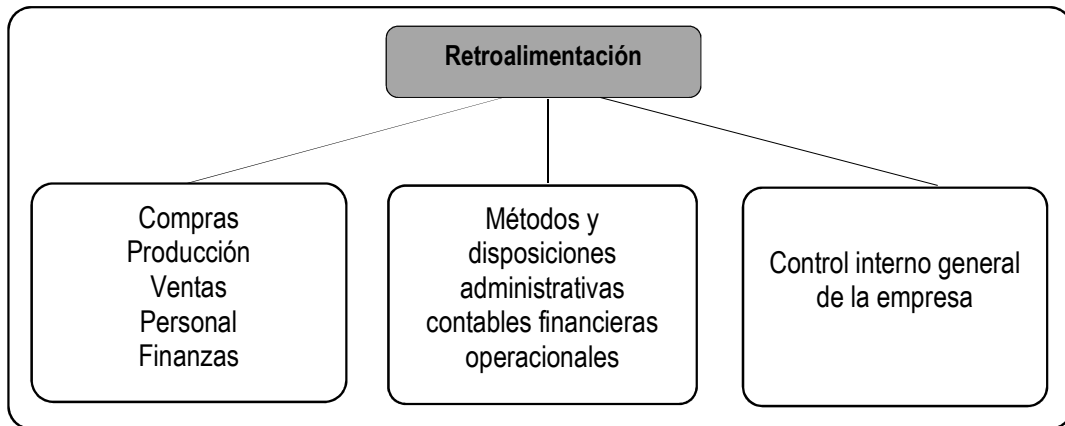 Retroalimentación
Compras
Producción
Ventas
Personal
Finanzas
Métodos y
disposiciones
administrativas
contables financieras
operacionales
Control interno general
de la empresa